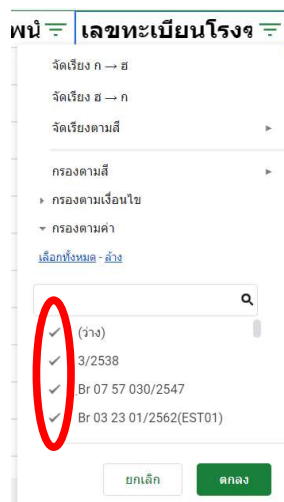 พน้ เลขทะเบียนโรงง
จัดเรียง ก → ฮ
จัดเรียง ฮ → ก
จัดเรียงตามสี
กรองตามสี
กรองตามเงื่อนไข
กรองตามค่า
เลือกทั้งหมด - ล้าง
(ว่าง)
3/2538
Br 07 57 030/2547
Br 03 23 01/2562(EST01)
ยกเลิก ตกลง